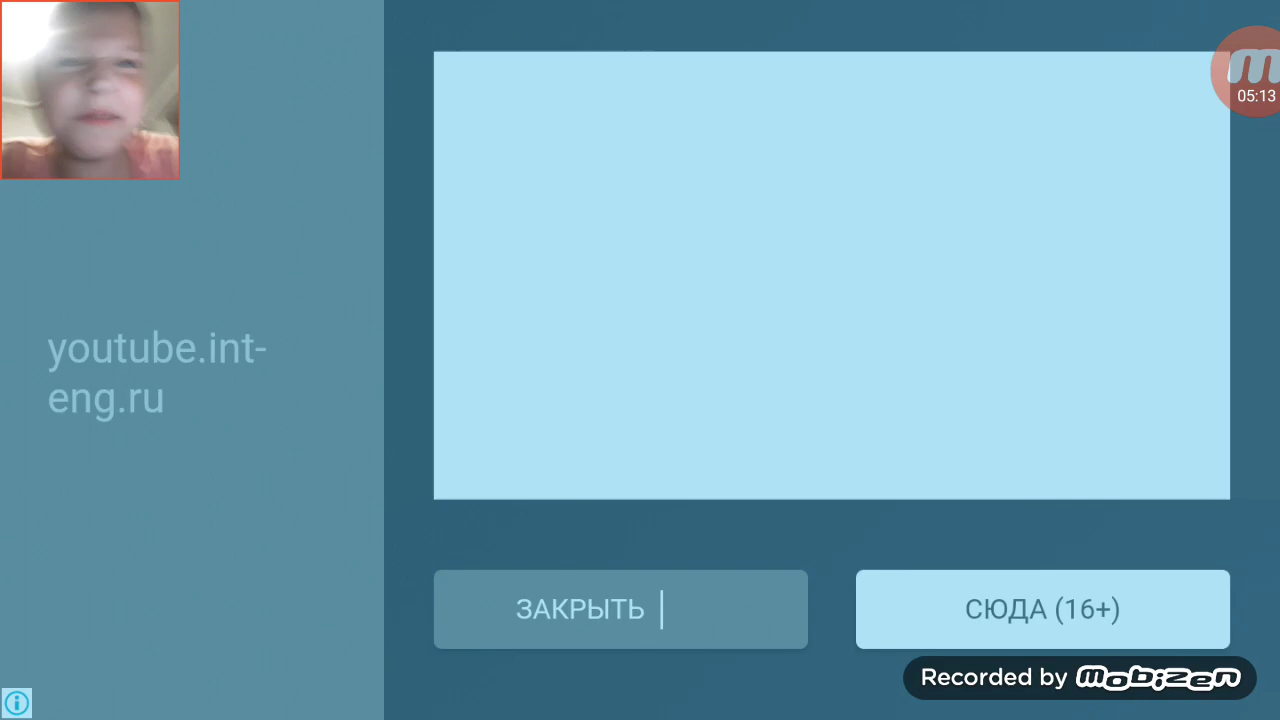 05:13
youtube.int-
eng.ru
ЗАКРЫТЬ
СЮДА (16+)
Recorded by mobizen